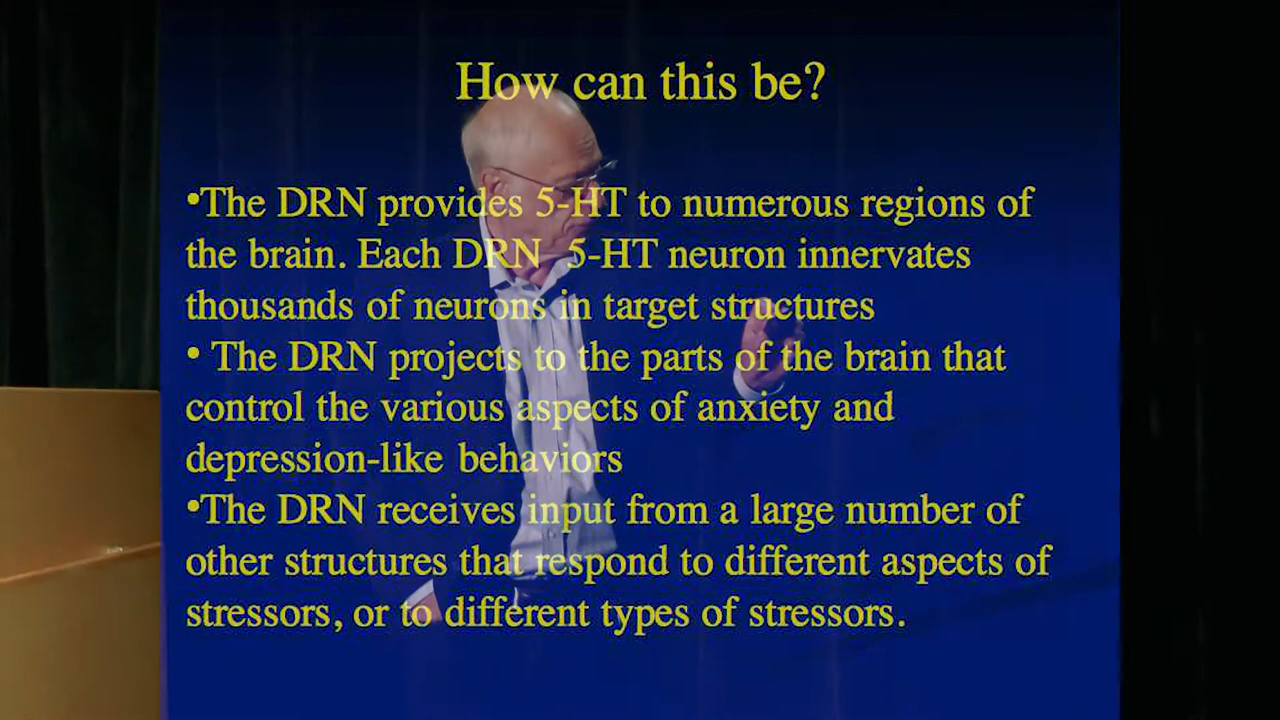 How can this be?
•The DRN provides 5-HT to numerous regions of
the brain. Each DRN  5-HT neuron innervates
thousands of neurons in target structures
• The DRN projects to the parts of the brain that
control the various aspects of anxiety and
depression-like behaviors
•The DRN receives input from a large number of
other structures that respond to different aspects of
stressors, or to different types of stressors.